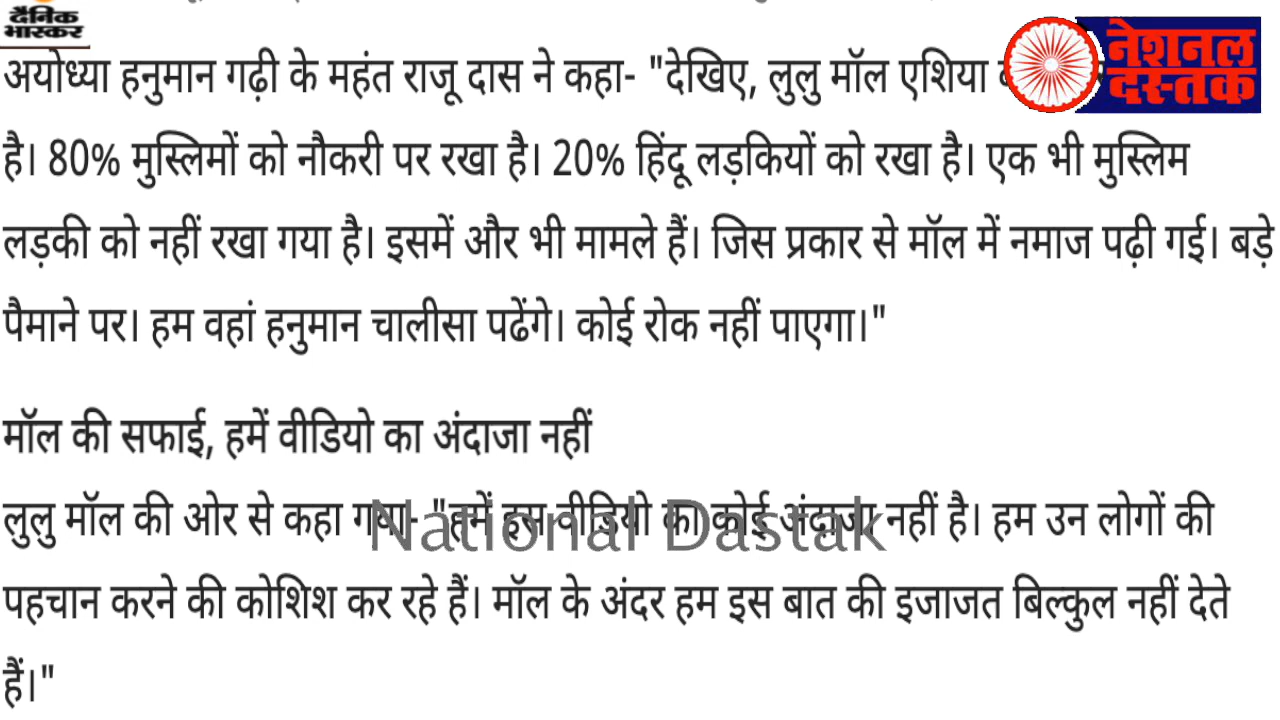 दैनिक
भास्कर
नेशनल
दस्तक
अयोध्या हनुमान गढ़ी के महंत राजू दास ने कहा- "देखिए, लुलु मॉल एशिया
है। 80% मुस्लिमों को नौकरी पर रखा है। 20% हिंदू लड़कियों को रखा है। एक भी मुस्लिम
लड़की को नहीं रखा गया है। इसमें और भी मामले हैं। जिस प्रकार से मॉल में नमाज पढ़ी गई। बड़े
पैमाने पर। हम वहां हनुमान चालीसा पढेंगे। कोई रोक नहीं पाएगा।"
मॉल की सफाई, हमें वीडियो का अंदाजा नहीं
लुलु मॉल की ओर से कहा गया- "हमें इस वीडियो का कोई अंदाजा नहीं है। हम उन लोगों की
National Dastak
पहचान करने की कोशिश कर रहे हैं। मॉल के अंदर हम इस बात की इजाजत बिल्कुल नहीं देते
हैं।"